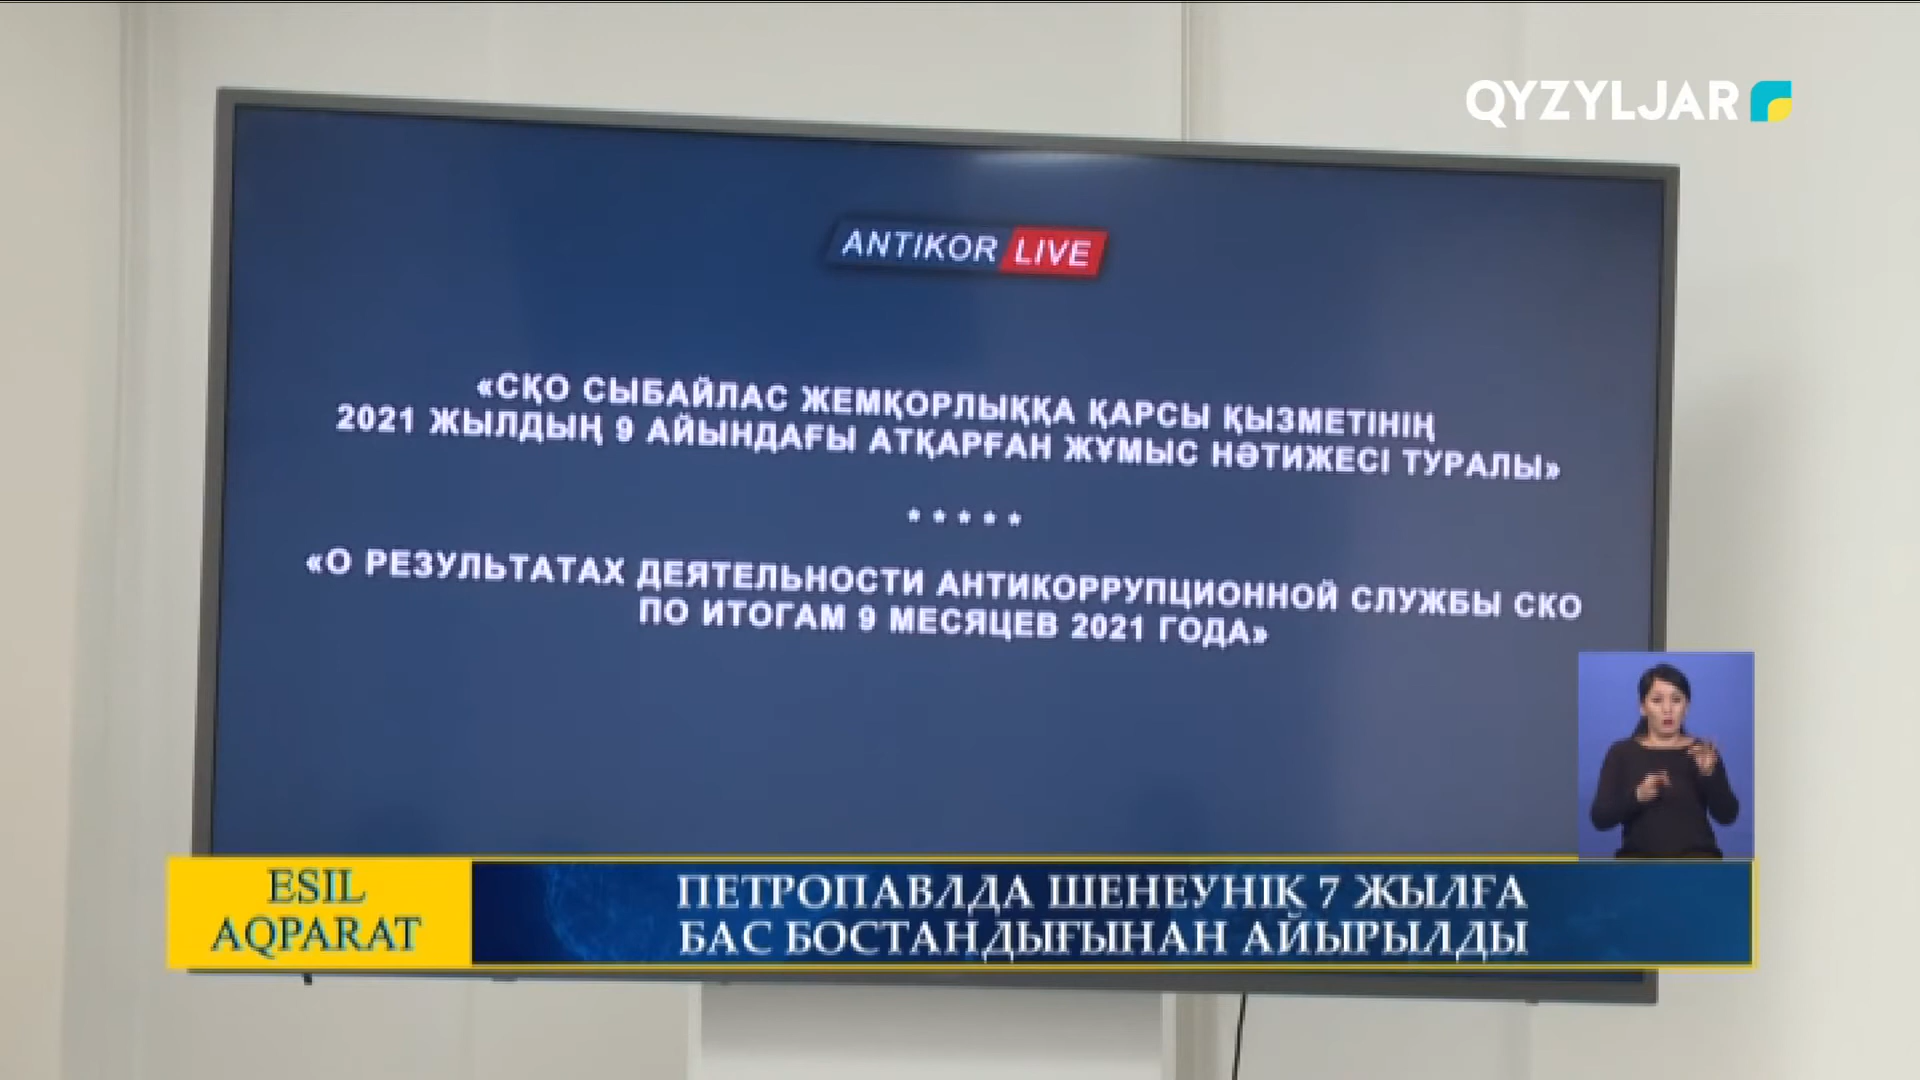 QYZYLJAR
ANTIKOR LIVE
«СҚО СЫБАЙЛАС ЖЕМҚОРЛЫҚҚА ҚАРСЫ ҚЫЗМЕТІНІҢ
2021 ЖЫЛДЫҢ 9 АЙЫНДАҒЫ АТҚАРҒАН ЖҰМЫС НӘТИЖЕСІ ТУРАЛЫ»
* * * * *
«О РЕЗУЛЬТАТАХ ДЕЯТЕЛЬНОСТИ АНТИКОРРУПЦИОННОЙ СЛУЖБЫ СКО
ПО ИТОГАМ 9 МЕСЯЦЕВ 2021 ГОДА»
ESIL
AQPARAT
ПЕТРОПАВЛДА ШЕНЕУНІК 7 ЖЫЛҒА
БАС БОСТАНДЫҒЫНАН АЙЫРЫЛДЫ